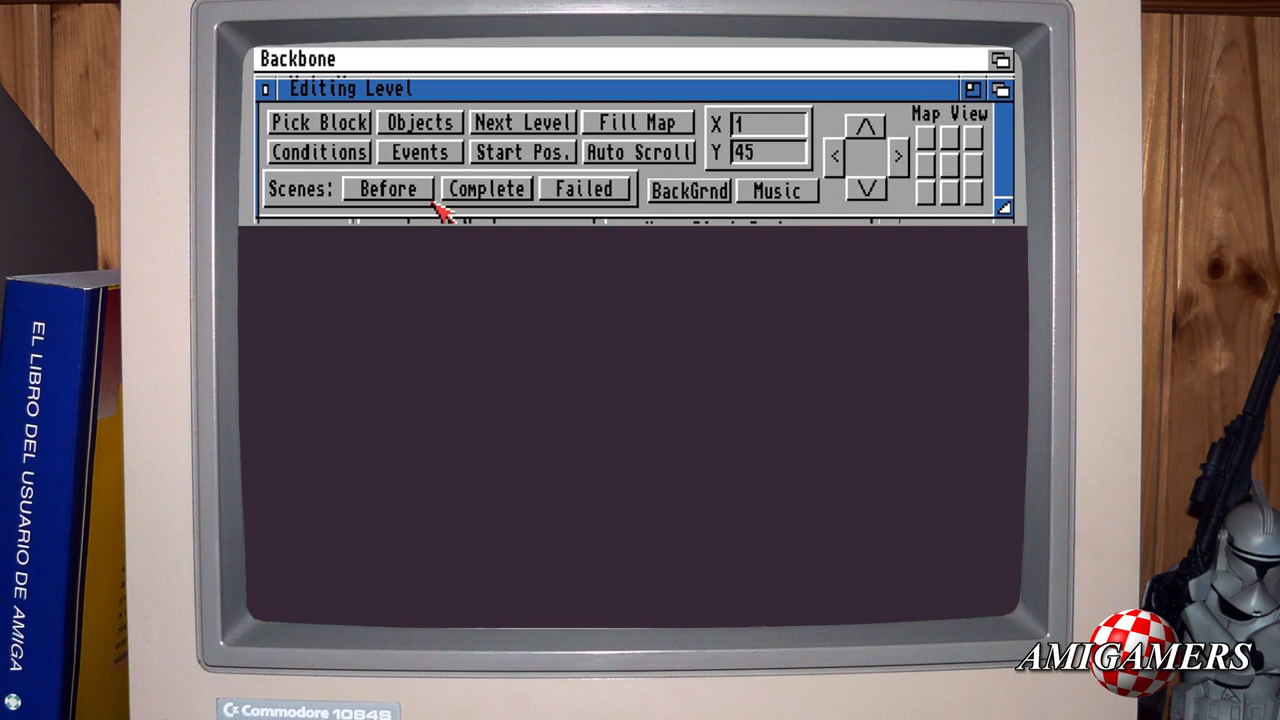 Backbone
Editing Level
Pick Block Objects Next Level Fill Map X 1 Map View
Conditions Events Start Pos. Auto Scroll Y 45 < >
Scenes: Before Complete Failed BackGrnd Music
EL LIBRO DEL USUARIO DE AMIGA
AMIGAMERS
Commodore 1084S